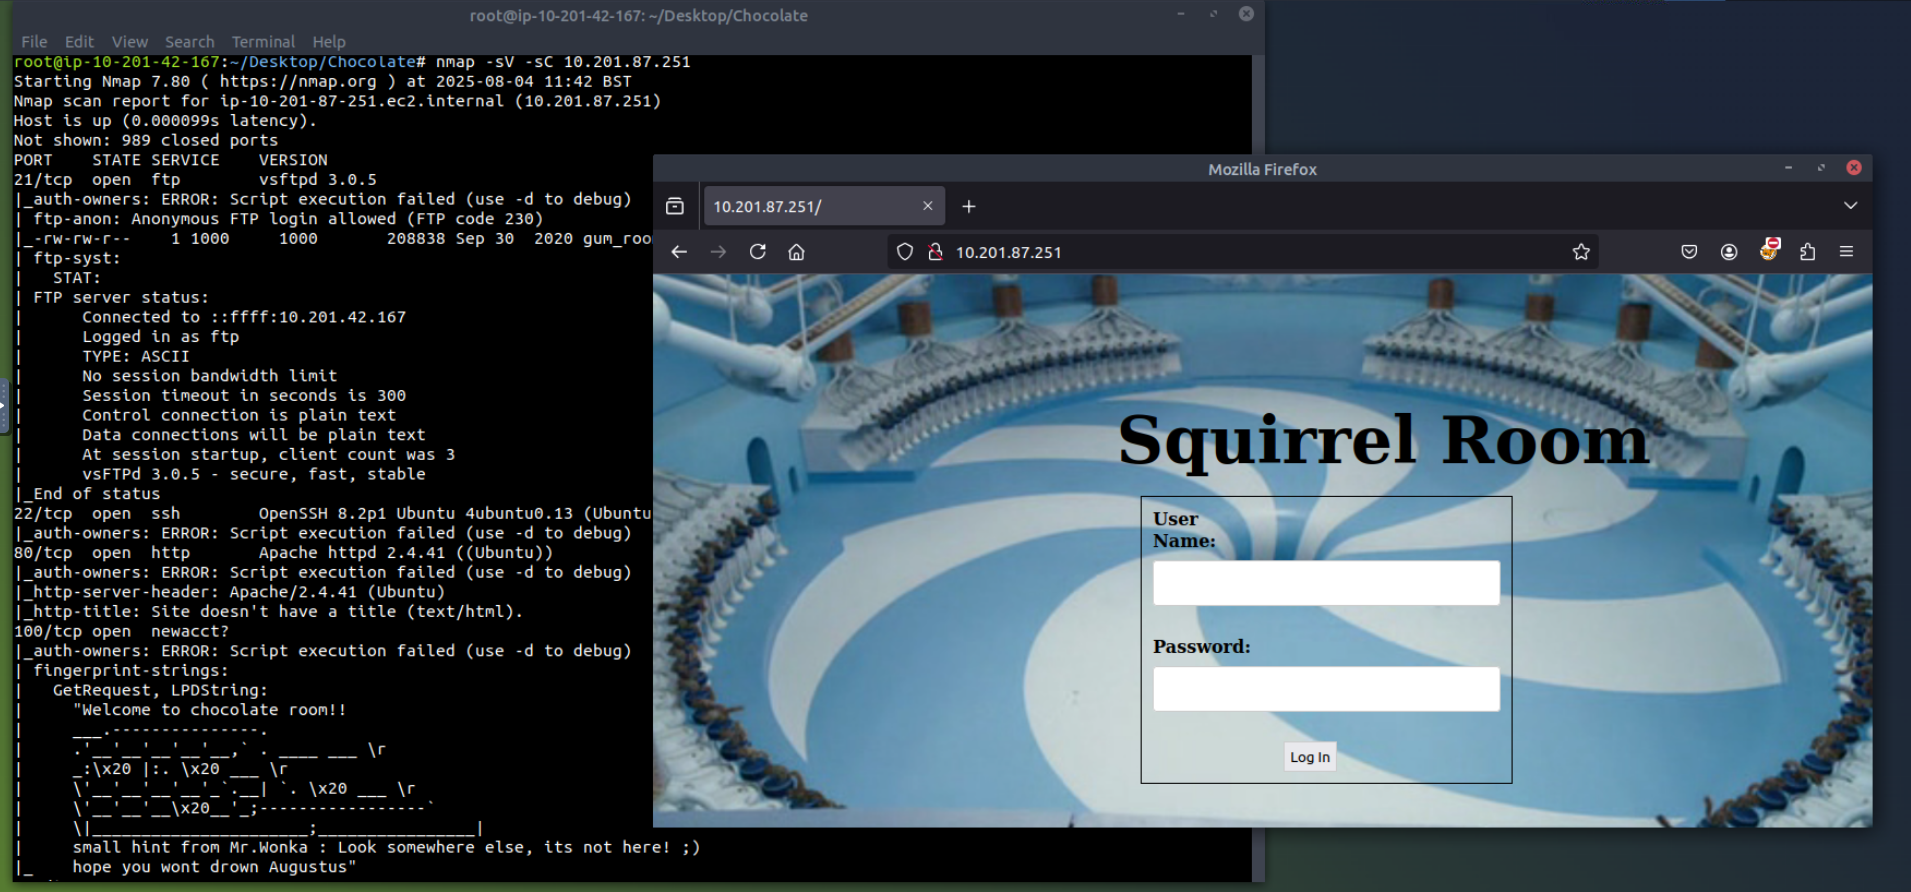 root@ip-10-201-42-167: ~/Desktop/Chocolate
File Edit View Search Terminal Help
root@ip-10-201-42-167:~/Desktop/Chocolate# nmap -sV -sC 10.201.87.251
Starting Nmap 7.80 ( https://nmap.org ) at 2025-08-04 11:42 BST
Nmap scan report for ip-10-201-87-251.ec2.internal (10.201.87.251)
Host is up (0.000099s latency).
Not shown: 989 closed ports
PORT    STATE SERVICE    VERSION
21/tcp  open  ftp        vsftpd 3.0.5
|_auth-owners: ERROR: Script execution failed (use -d to debug)
| ftp-anon: Anonymous FTP login allowed (FTP code 230)
|_-rw-rw-r--    1 1000     1000       208838 Sep 30  2020 gum_roo
| ftp-syst:
|   STAT:
| FTP server status:
|      Connected to ::ffff:10.201.42.167
|      Logged in as ftp
|      TYPE: ASCII
|      No session bandwidth limit
|      Session timeout in seconds is 300
|      Control connection is plain text
|      Data connections will be plain text
|      At session startup, client count was 3
|      vsFTPd 3.0.5 - secure, fast, stable
|_End of status
22/tcp  open  ssh        OpenSSH 8.2p1 Ubuntu 4ubuntu0.13 (Ubuntu
|_auth-owners: ERROR: Script execution failed (use -d to debug)
80/tcp  open  http       Apache httpd 2.4.41 ((Ubuntu))
|_auth-owners: ERROR: Script execution failed (use -d to debug)
|_http-server-header: Apache/2.4.41 (Ubuntu)
|_http-title: Site doesn't have a title (text/html).
100/tcp open  newacct?
|_auth-owners: ERROR: Script execution failed (use -d to debug)
| fingerprint-strings:
|   GetRequest, LPDString:
|     "Welcome to chocolate room!!
|     ___.---------------.
|     .'__'__'__'__'__,` . ____ ___ \r
|     _:\x20 |:. \x20 ___ \r
|     \'__'__'__'__'_`.__| `. \x20 ___ \r
|     \'__'__'__\x20__'_;-----------------`
|     \|______________________;________________|
|     small hint from Mr.Wonka : Look somewhere else, its not here! ;)
|_    hope you wont drown Augustus"
Mozilla Firefox
10.201.87.251/
10.201.87.251
Squirrel Room
User
Name:
Password:
Log In